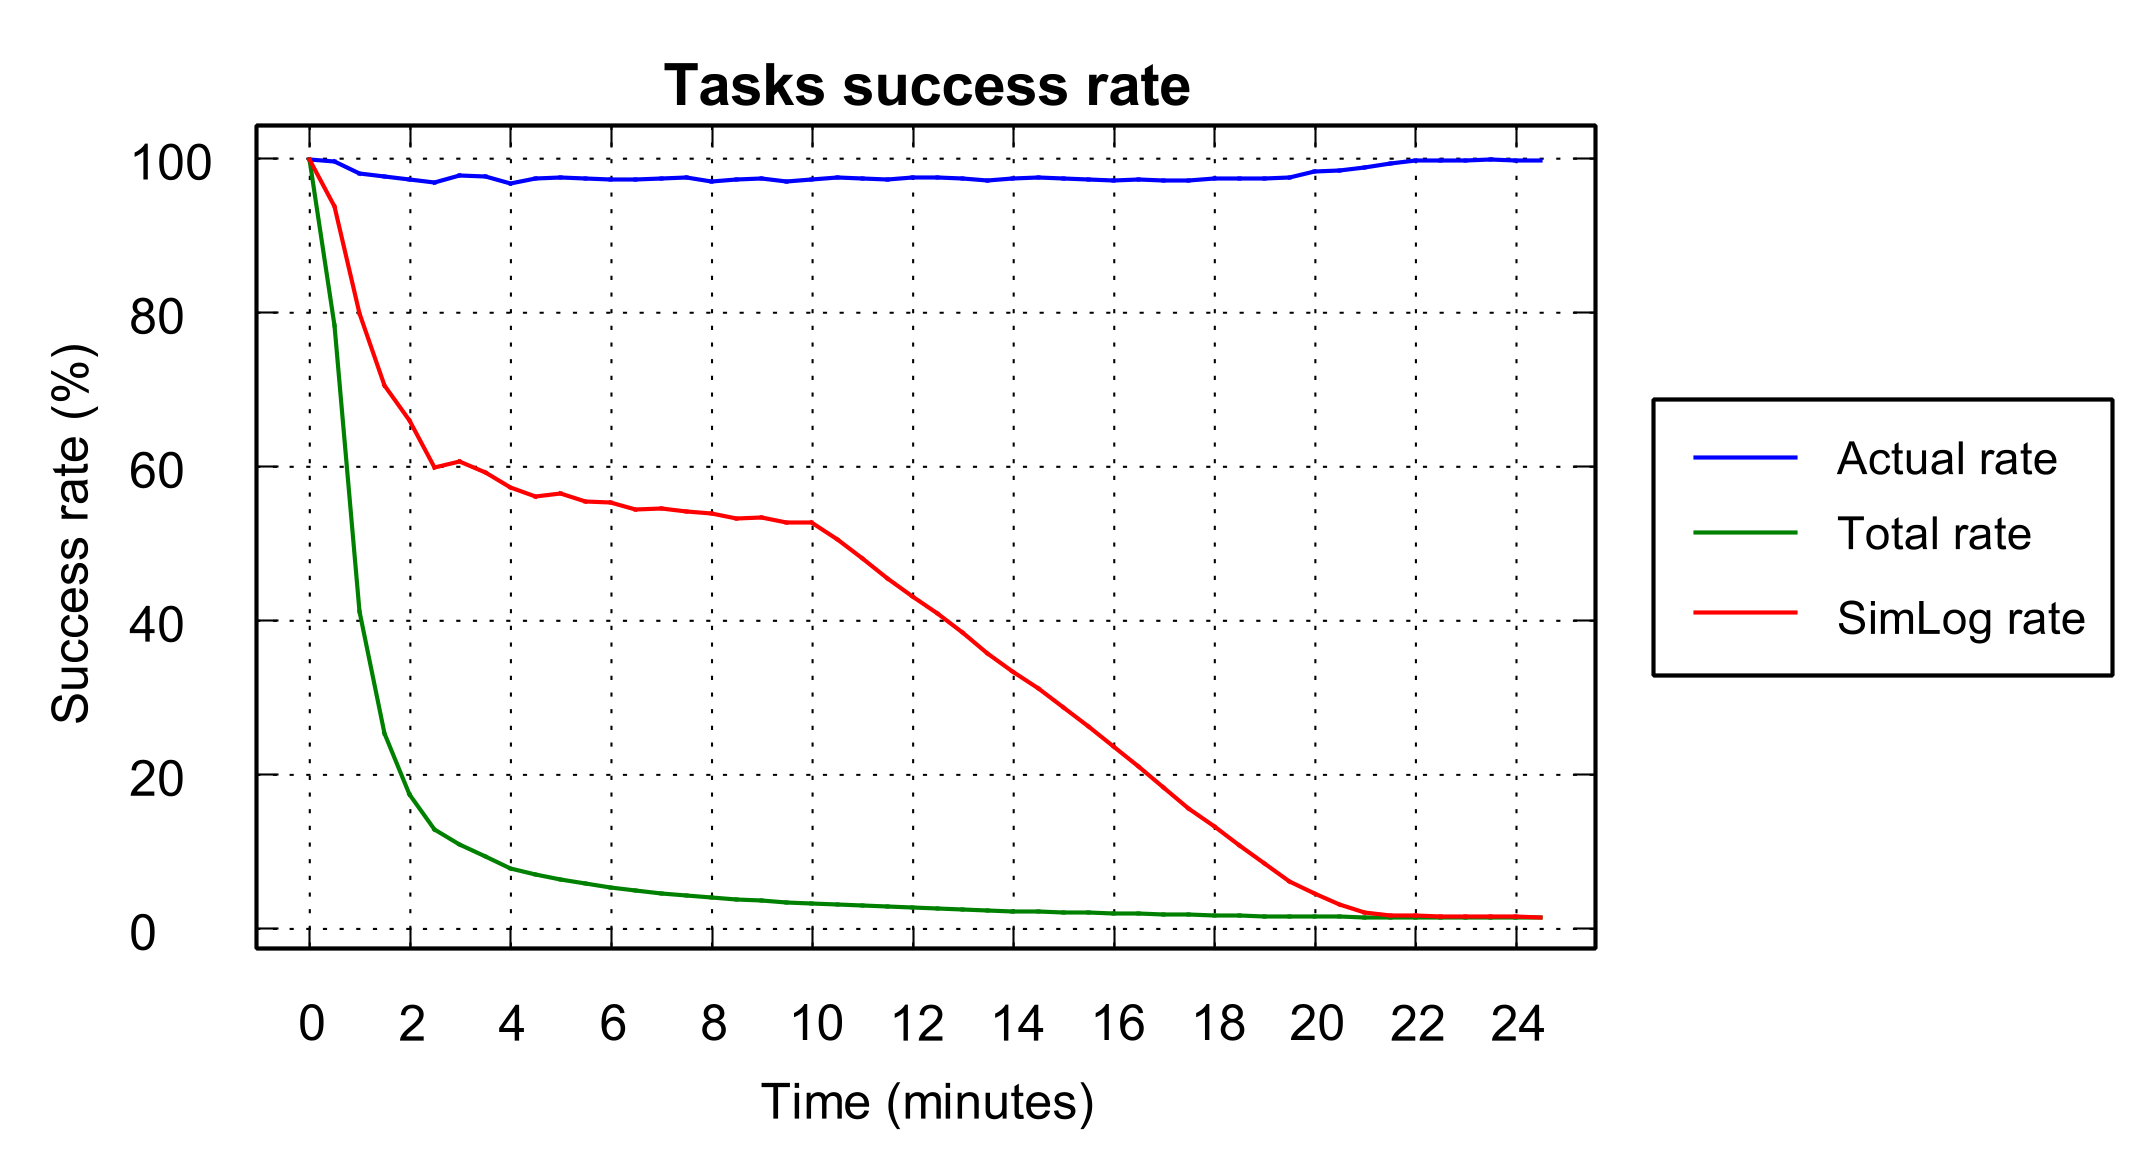 Tasks success rate
Success rate (%)
100
80
60
40
20
0
0 2 4 6 8 10 12 14 16 18 20 22 24
Time (minutes)
Actual rate
Total rate
SimLog rate